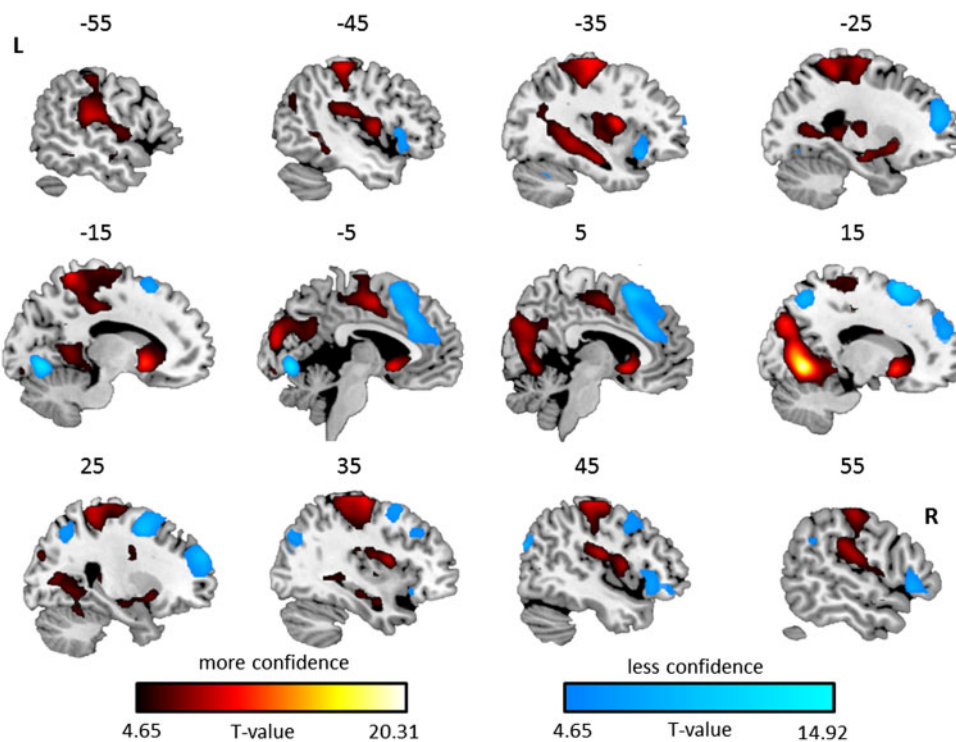 -55 -45 -35 -25
L
-15 -5 5 15
25 35 45 55
R
more confidence less confidence
4.65 T-value 20.31 4.65 T-value 14.92